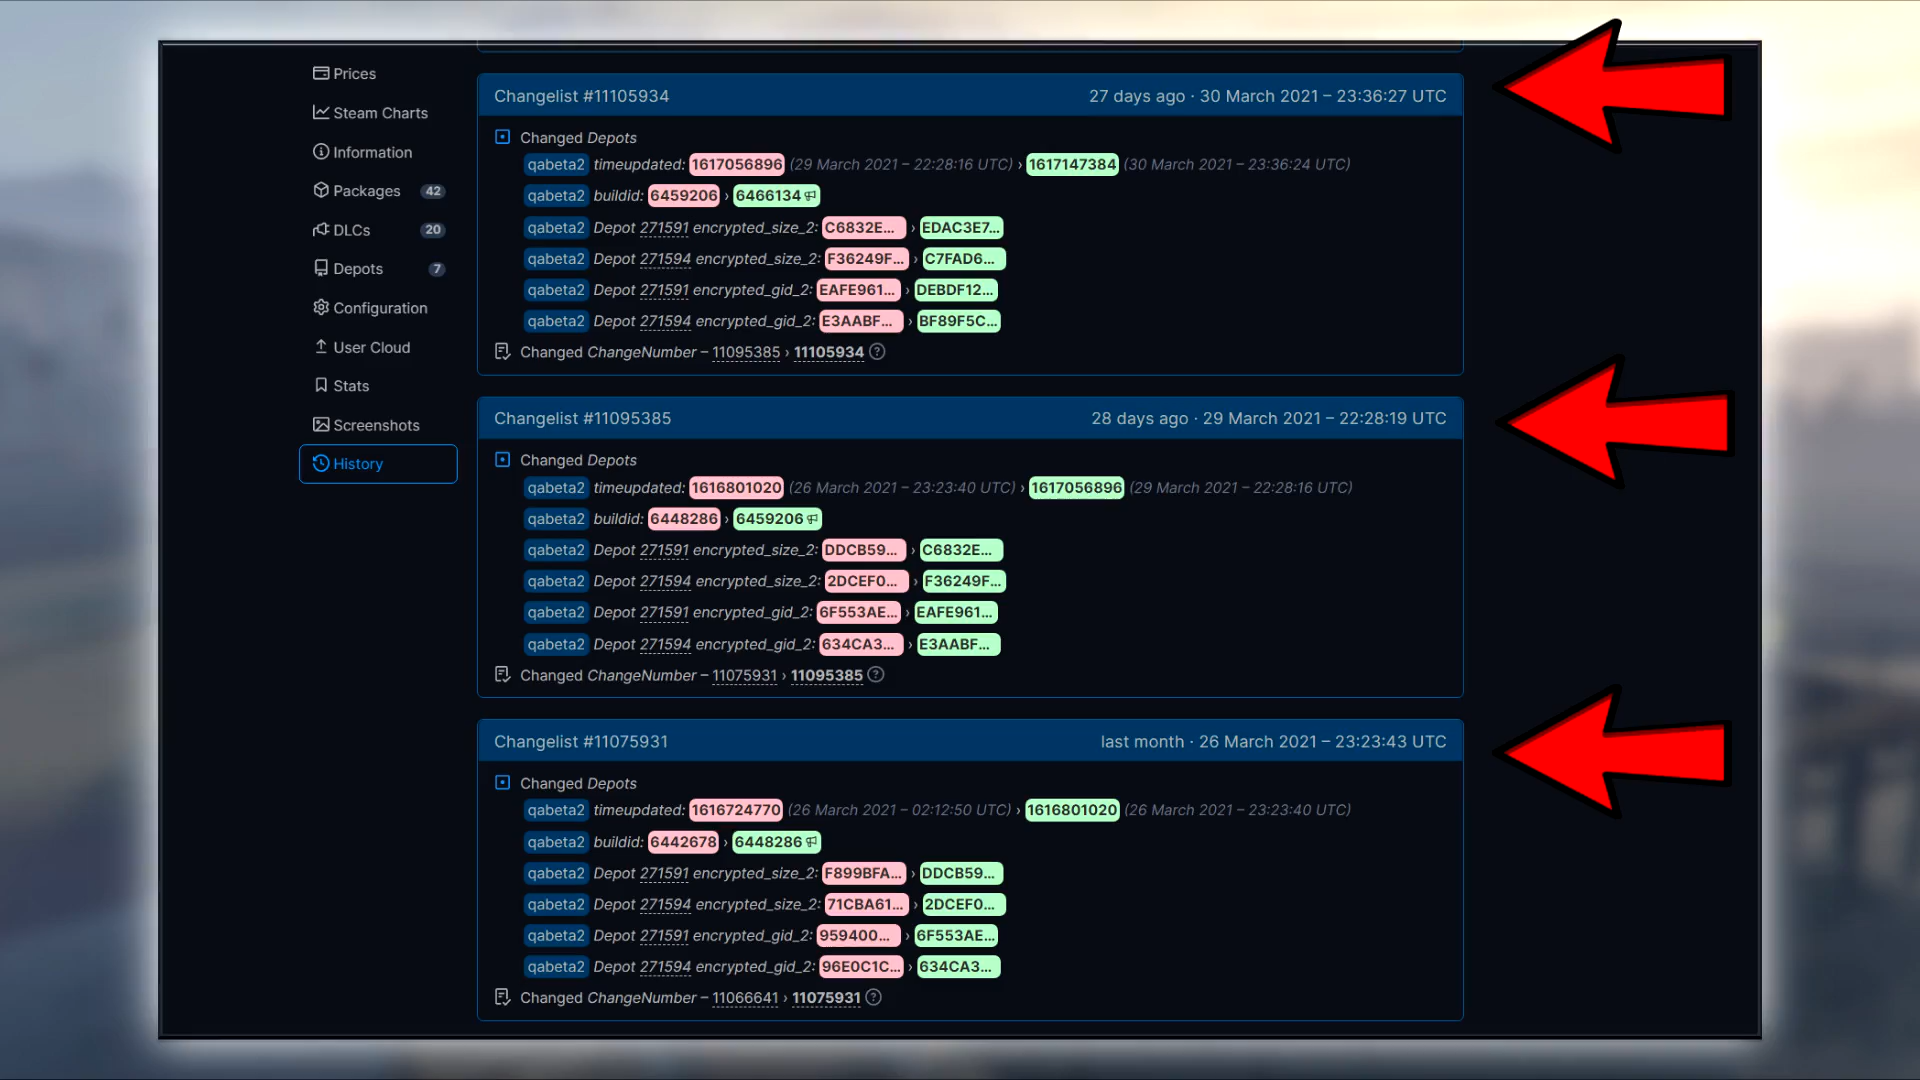 Prices
Steam Charts
Information
Packages 42
DLCs 20
Depots 7
Configuration
User Cloud
Stats
Screenshots
History
Changelist #11105934 27 days ago · 30 March 2021 – 23:36:27 UTC
Changed Depots
qabeta2 timeupdated: 1617056896 (29 March 2021 – 22:28:16 UTC) › 1617147384 (30 March 2021 – 23:36:24 UTC)
qabeta2 buildid: 6459206 › 6466134
qabeta2 Depot 271591 encrypted_size_2: C6832E... › EDAC3E7...
qabeta2 Depot 271594 encrypted_size_2: F36249F... › C7FAD6...
qabeta2 Depot 271591 encrypted_gid_2: EAFE961... › DEBDF12...
qabeta2 Depot 271594 encrypted_gid_2: E3AABF... › BF89F5C...
Changed ChangeNumber – 11095385 › 11105934
Changelist #11095385 28 days ago · 29 March 2021 – 22:28:19 UTC
Changed Depots
qabeta2 timeupdated: 1616801020 (26 March 2021 – 23:23:40 UTC) › 1617056896 (29 March 2021 – 22:28:16 UTC)
qabeta2 buildid: 6448286 › 6459206
qabeta2 Depot 271591 encrypted_size_2: DDCB59... › C6832E...
qabeta2 Depot 271594 encrypted_size_2: 2DCEF0... › F36249F...
qabeta2 Depot 271591 encrypted_gid_2: 6F553AE... › EAFE961...
qabeta2 Depot 271594 encrypted_gid_2: 634CA3... › E3AABF...
Changed ChangeNumber – 11075931 › 11095385
Changelist #11075931 last month · 26 March 2021 – 23:23:43 UTC
Changed Depots
qabeta2 timeupdated: 1616724770 (26 March 2021 – 02:12:50 UTC) › 1616801020 (26 March 2021 – 23:23:40 UTC)
qabeta2 buildid: 6442678 › 6448286
qabeta2 Depot 271591 encrypted_size_2: F899BFA... › DDCB59...
qabeta2 Depot 271594 encrypted_size_2: 71CBA61... › 2DCEF0...
qabeta2 Depot 271591 encrypted_gid_2: 959400... › 6F553AE...
qabeta2 Depot 271594 encrypted_gid_2: 96E0C1C... › 634CA3...
Changed ChangeNumber – 11066641 › 11075931